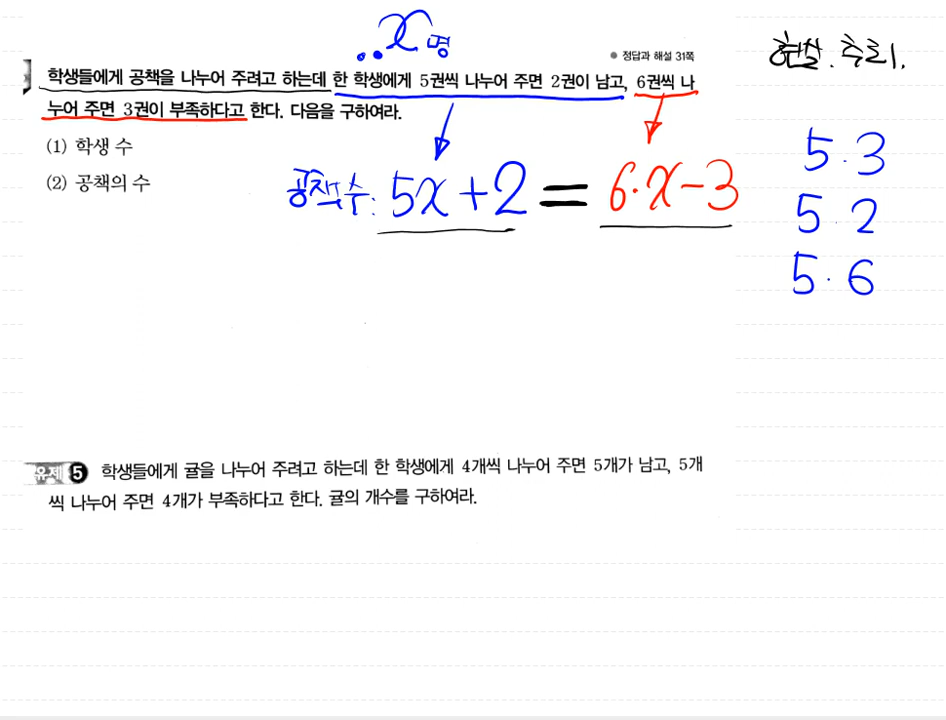 x명
● 정답과 해설 31쪽
학생들에게 공책을 나누어 주려고 하는데 한 학생에게 5권씩 나누어 주면 2권이 남고, 6권씩 나
누어 주면 3권이 부족하다고 한다. 다음을 구하여라.
(1) 학생 수
(2) 공책의 수
공책 수: 5x+2 = 6·x-3
추론1.
5·3
5·2
5·6
유제 5 학생들에게 귤을 나누어 주려고 하는데 한 학생에게 4개씩 나누어 주면 5개가 남고, 5개
씩 나누어 주면 4개가 부족하다고 한다. 귤의 개수를 구하여라.